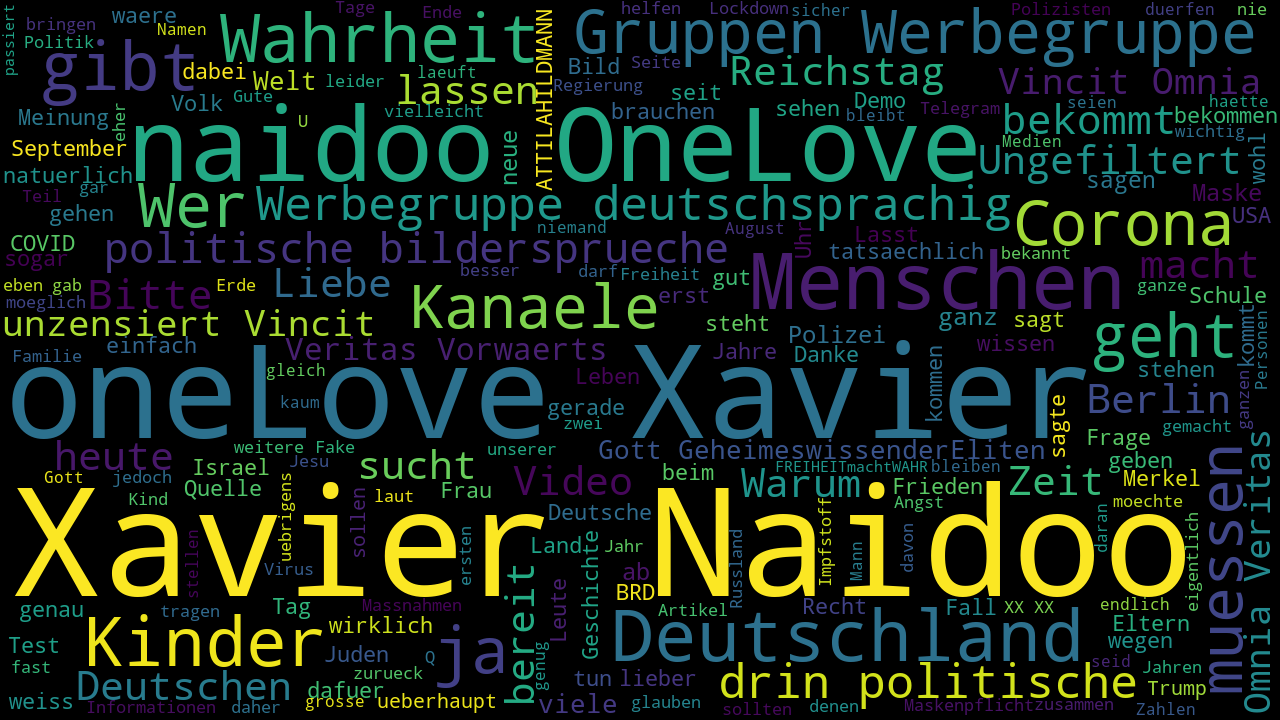 passiert
bringen
waere
Politik
Namen
Wahrheit
Tage
Ende
ATTILAHILDMANN
Gruppen Werbegruppe
helfen
Lockdown
sicher
Polizisten
duerfen
nie
gibt
dabei
Welt
leider
laeuft
lassen
Bild
Seite
Regierung
Reichstag
Vincit Omnia
Meinung
Volk
Gute
vielleicht
eher
U
seit
brauchen
sehen
Demo
bleibt
Telegram
seien
haette
bekommt
bekommen
Medien
wichtig
September
naidoo OneLove
neue
Ungefiltert
wohl
natuerlich
gar
Teil
gehen
Wer
Werbegruppe deutschsprachig
sagen
Maske
USA
niemand
August
Uhr
Lasst
Corona
COVID
sogar
politische bildersprueche
tatsaechlich
bekannt
besser
darf
Freiheit
gut
Menschen
macht
eben
gab
Erde
moeglich
Bitte
Liebe
Kanaele
erst
ganze
Schule
unzensiert Vincit
steht
Polizei
ganz
sagt
geht
kommt
Personen
Familie
einfach
Veritas Vorwaerts
Jahre
Danke
wissen
stehen
gleich
Leben
oneLove Xavier
kommen
kaum
gerade
zwei
sagte
Berlin
ganzen
gemacht
heute
weitere
Fake
unserer
Gott GeheimeswissenderEliten
Frage
Omnia Veritas
Gott
jedoch
Israel
Jesu
sucht
Video
beim
FREIHEITmachtWAHR
bleiben
geben
Quelle
Frau
Warum
Frieden
Zeit
Merkel
muessen
Kind
uebrigens
laut
Angst
moechte
Xavier Naidoo
sollen
Deutsche
Impfstoff
daran
eigentlich
stellen
Virus
ersten
Land
Jahr
Geschichte
Russland
Mann
davon
genau
tragen
Tag
Massnahmen
bereit
Leute
ab
BRD
Artikel
Recht
Fall
XX XX
endlich
Eltern
Test
Kinder
wirklich
ja
Deutschland
wegen
fast
Juden
Q
zurueck
genug
seid
Jahren
weiss
Deutschen
dafuer
tun
lieber
drin politische
Trump
Informationen
daher
grosse
ueberhaupt
viele
glauben
sollten
denen
Maskenpflicht
zusammen
Zahlen